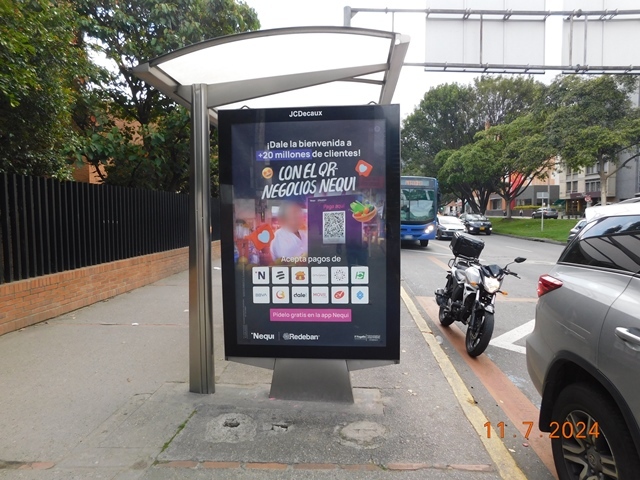 JCDecaux
¡Dale la bienvenida a
+20 millones de clientes!
CON EL QR
NEGOCIOS NEQUI
Acepta pagos de
N
dale!
Pídelo gratis en la app Nequi
Nequi Redeban
11 7 2024